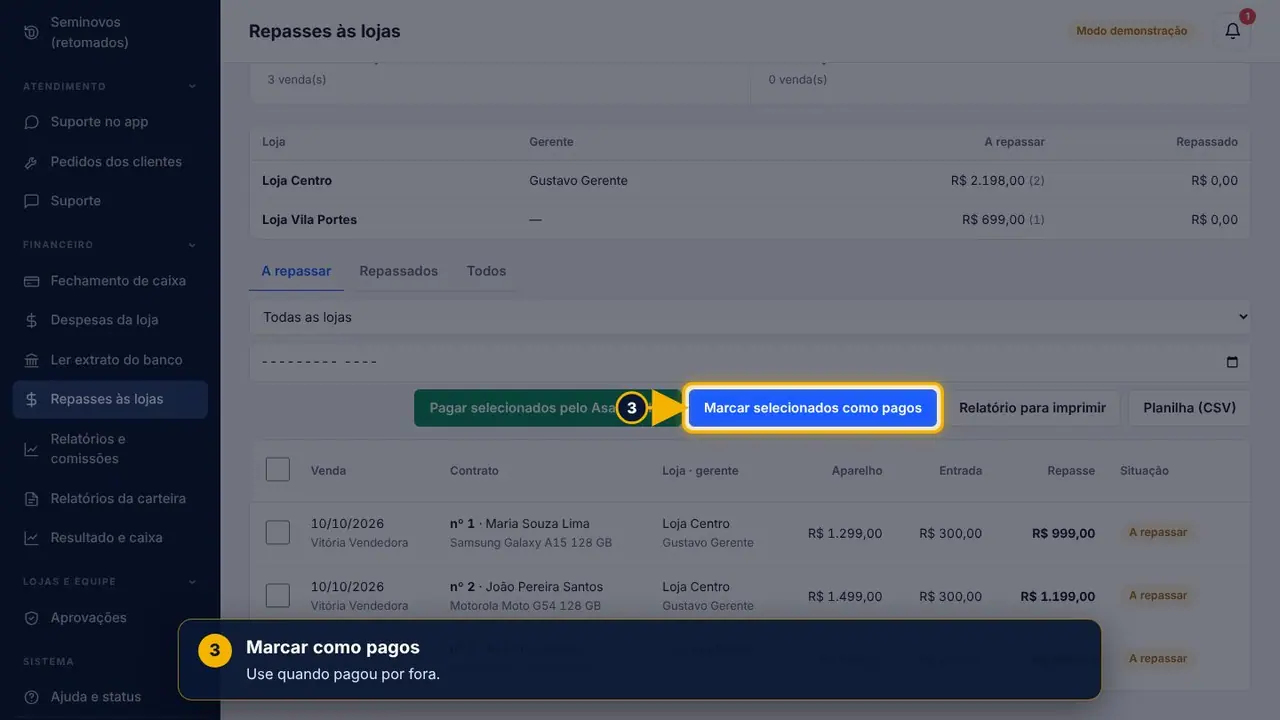 Seminovos
(retomados)
ATENDIMENTO
Suporte no app
Pedidos dos clientes
Suporte
FINANCEIRO
Fechamento de caixa
Despesas da loja
Ler extrato do banco
Repasses às lojas
Relatórios e
comissões
Relatórios da carteira
Resultado e caixa
LOJAS E EQUIPE
Aprovações
SISTEMA
Ajuda e status
Repasses às lojas
Modo demonstração
1
3 venda(s)
0 venda(s)
Loja Gerente A repassar Repassado
Loja Centro Gustavo Gerente R$ 2.198,00 (2) R$ 0,00
Loja Vila Portes — R$ 699,00 (1) R$ 0,00
A repassar Repassados Todos
Todas as lojas
--------- ----
Pagar selecionados pelo Asa
3
Marcar selecionados como pagos
Relatório para imprimir
Planilha (CSV)
Venda Contrato Loja · gerente Aparelho Entrada Repasse Situação
10/10/2026 nº 1 · Maria Souza Lima Loja Centro R$ 1.299,00 R$ 300,00 R$ 999,00 A repassar
Vitória Vendedora Samsung Galaxy A15 128 GB Gustavo Gerente
10/10/2026 nº 2 · João Pereira Santos Loja Centro R$ 1.499,00 R$ 300,00 R$ 1.199,00 A repassar
Vitória Vendedora Motorola Moto G54 128 GB Gustavo Gerente
A repassar
3
Marcar como pagos
Use quando pagou por fora.